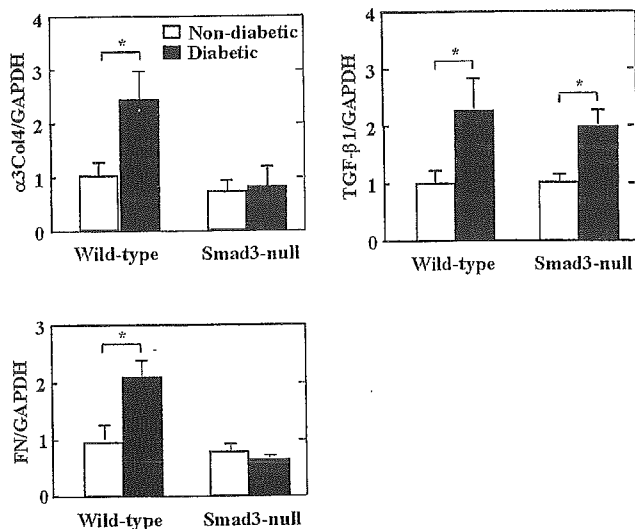 4
3
2
1
0
α3Col4/GAPDH
*
Non-diabetic
Diabetic
Wild-type
Smad3-null
4
3
2
1
0
TGF-β1/GAPDH
*
*
Wild-type
Smad3-null
3
2
1
0
FN/GAPDH
*
Wild-type
Smad3-null